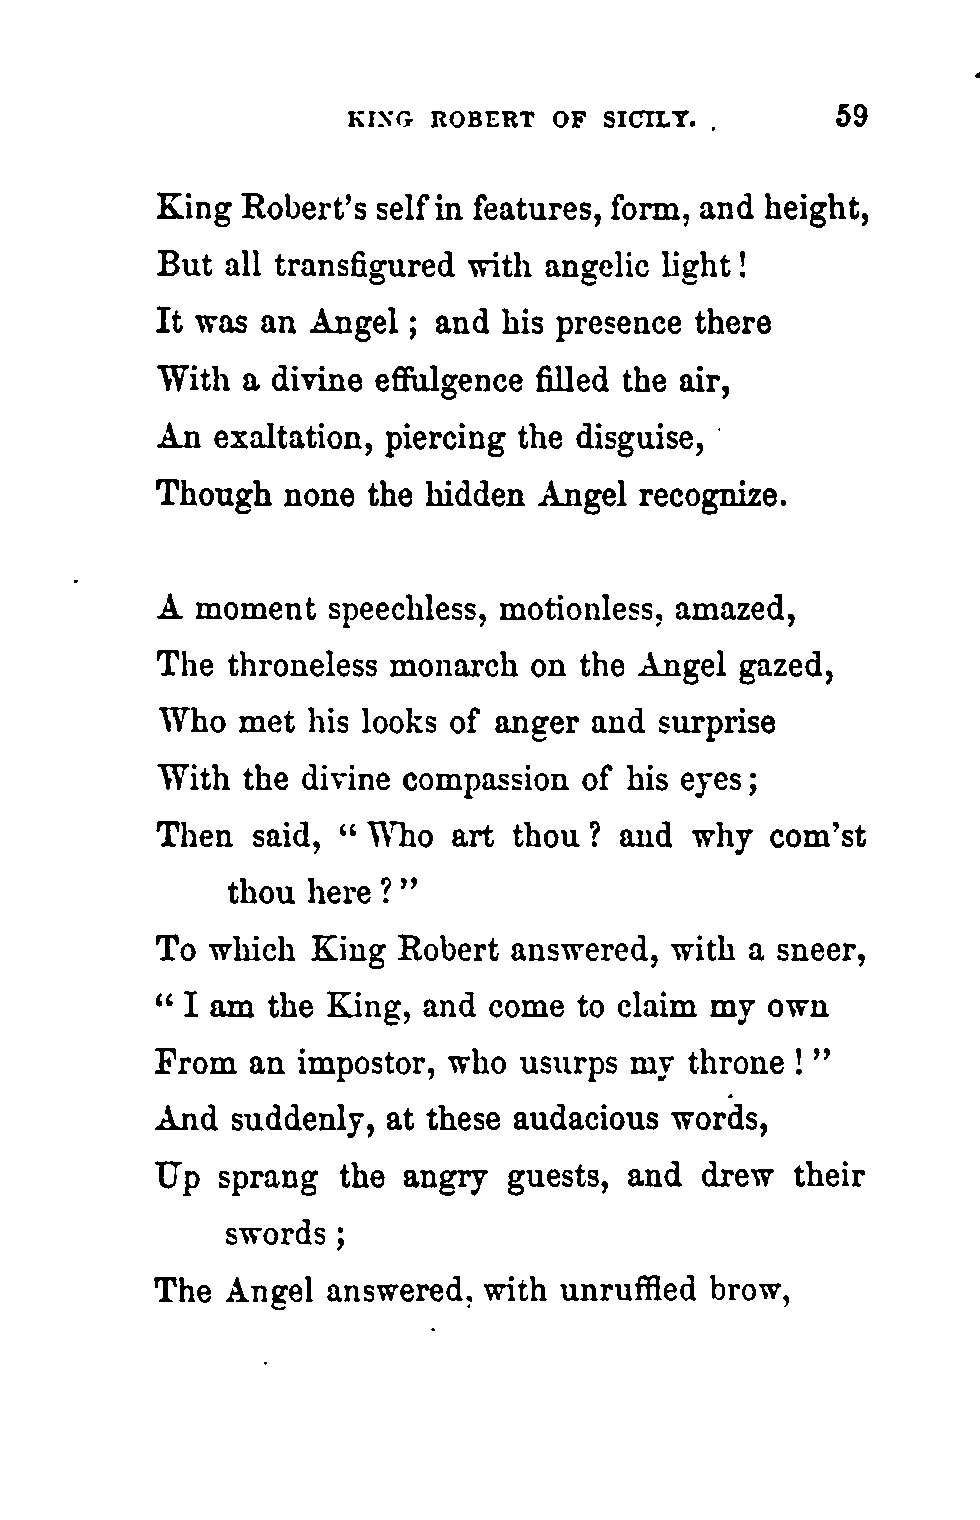 KING ROBERT OF SICILY. 59
King Robert's self in features, form, and height,
But all transfigured with angelic light!
It was an Angel; and his presence there
With a divine effulgence filled the air,
An exaltation, piercing the disguise,
Though none the hidden Angel recognize.
A moment speechless, motionless, amazed,
The throneless monarch on the Angel gazed,
Who met his looks of anger and surprise
With the divine compassion of his eyes;
Then said, "Who art thou? and why com'st
thou here?"
To which King Robert answered, with a sneer,
"I am the King, and come to claim my own
From an impostor, who usurps my throne!"
And suddenly, at these audacious words,
Up sprang the angry guests, and drew their
swords;
The Angel answered, with unruffled brow,